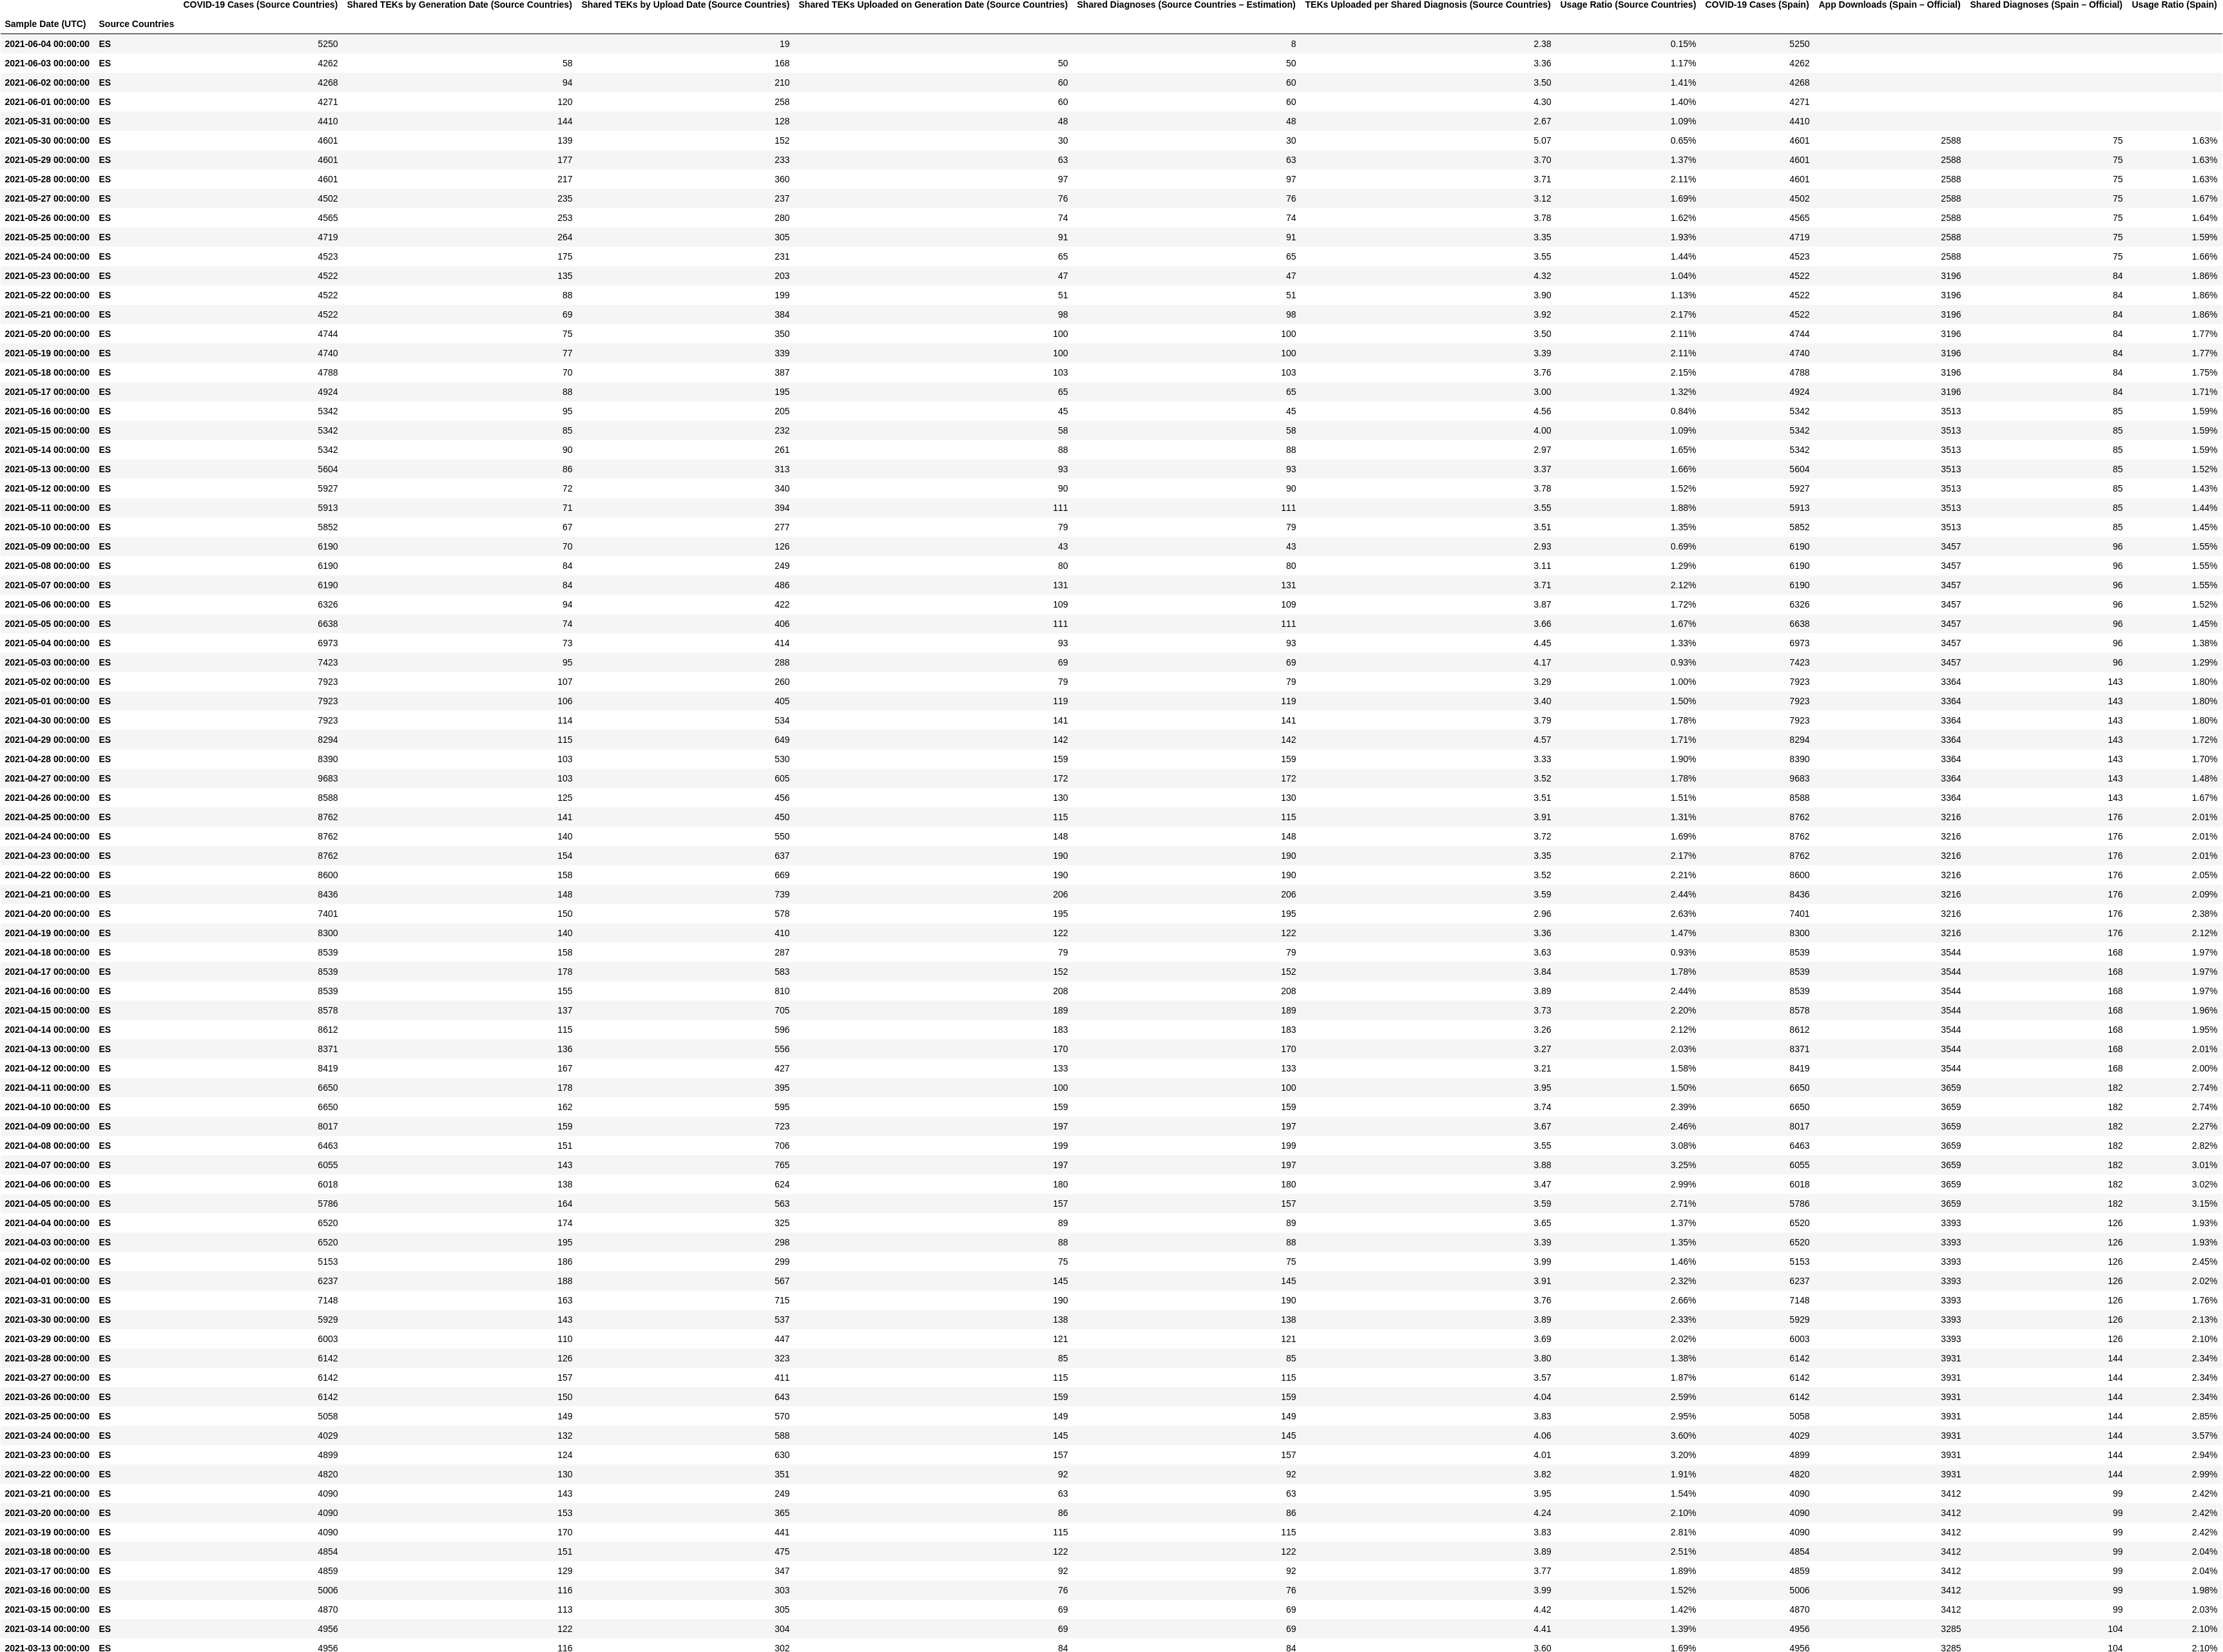 COVID-19 Cases (Source Countries) Shared TEKs by Generation Date (Source Countries) Shared TEKs by Upload Date (Source Countries) Shared TEKs Uploaded on Generation Date (Source Countries) Shared Diagnoses (Source Countries – Estimation) TEKs Uploaded per Shared Diagnosis (Source Countries) Usage Ratio (Source Countries) COVID-19 Cases (Spain) App Downloads (Spain – Official) Shared Diagnoses (Spain – Official) Usage Ratio (Spain)
Sample Date (UTC) Source Countries
2021-06-04 00:00:00 ES 5250 19 8 2.38 0.15% 5250
2021-06-03 00:00:00 ES 4262 58 168 50 50 3.36 1.17% 4262
2021-06-02 00:00:00 ES 4268 94 210 60 60 3.50 1.41% 4268
2021-06-01 00:00:00 ES 4271 120 258 60 60 4.30 1.40% 4271
2021-05-31 00:00:00 ES 4410 144 128 48 48 2.67 1.09% 4410
2021-05-30 00:00:00 ES 4601 139 152 30 30 5.07 0.65% 4601 2588 75 1.63%
2021-05-29 00:00:00 ES 4601 177 233 63 63 3.70 1.37% 4601 2588 75 1.63%
2021-05-28 00:00:00 ES 4601 217 360 97 97 3.71 2.11% 4601 2588 75 1.63%
2021-05-27 00:00:00 ES 4502 235 237 76 76 3.12 1.69% 4502 2588 75 1.67%
2021-05-26 00:00:00 ES 4565 253 280 74 74 3.78 1.62% 4565 2588 75 1.64%
2021-05-25 00:00:00 ES 4719 264 305 91 91 3.35 1.93% 4719 2588 75 1.59%
2021-05-24 00:00:00 ES 4523 175 231 65 65 3.55 1.44% 4523 2588 75 1.66%
2021-05-23 00:00:00 ES 4522 135 203 47 47 4.32 1.04% 4522 3196 84 1.86%
2021-05-22 00:00:00 ES 4522 88 199 51 51 3.90 1.13% 4522 3196 84 1.86%
2021-05-21 00:00:00 ES 4522 69 384 98 98 3.92 2.17% 4522 3196 84 1.86%
2021-05-20 00:00:00 ES 4744 75 350 100 100 3.50 2.11% 4744 3196 84 1.77%
2021-05-19 00:00:00 ES 4740 77 339 100 100 3.39 2.11% 4740 3196 84 1.77%
2021-05-18 00:00:00 ES 4788 70 387 103 103 3.76 2.15% 4788 3196 84 1.75%
2021-05-17 00:00:00 ES 4924 88 195 65 65 3.00 1.32% 4924 3196 84 1.71%
2021-05-16 00:00:00 ES 5342 95 205 45 45 4.56 0.84% 5342 3513 85 1.59%
2021-05-15 00:00:00 ES 5342 85 232 58 58 4.00 1.09% 5342 3513 85 1.59%
2021-05-14 00:00:00 ES 5342 90 261 88 88 2.97 1.65% 5342 3513 85 1.59%
2021-05-13 00:00:00 ES 5604 86 313 93 93 3.37 1.66% 5604 3513 85 1.52%
2021-05-12 00:00:00 ES 5927 72 340 90 90 3.78 1.52% 5927 3513 85 1.43%
2021-05-11 00:00:00 ES 5913 71 394 111 111 3.55 1.88% 5913 3513 85 1.44%
2021-05-10 00:00:00 ES 5852 67 277 79 79 3.51 1.35% 5852 3513 85 1.45%
2021-05-09 00:00:00 ES 6190 70 126 43 43 2.93 0.69% 6190 3457 96 1.55%
2021-05-08 00:00:00 ES 6190 84 249 80 80 3.11 1.29% 6190 3457 96 1.55%
2021-05-07 00:00:00 ES 6190 84 486 131 131 3.71 2.12% 6190 3457 96 1.55%
2021-05-06 00:00:00 ES 6326 94 422 109 109 3.87 1.72% 6326 3457 96 1.52%
2021-05-05 00:00:00 ES 6638 74 406 111 111 3.66 1.67% 6638 3457 96 1.45%
2021-05-04 00:00:00 ES 6973 73 414 93 93 4.45 1.33% 6973 3457 96 1.38%
2021-05-03 00:00:00 ES 7423 95 288 69 69 4.17 0.93% 7423 3457 96 1.29%
2021-05-02 00:00:00 ES 7923 107 260 79 79 3.29 1.00% 7923 3364 143 1.80%
2021-05-01 00:00:00 ES 7923 106 405 119 119 3.40 1.50% 7923 3364 143 1.80%
2021-04-30 00:00:00 ES 7923 114 534 141 141 3.79 1.78% 7923 3364 143 1.80%
2021-04-29 00:00:00 ES 8294 115 649 142 142 4.57 1.71% 8294 3364 143 1.72%
2021-04-28 00:00:00 ES 8390 103 530 159 159 3.33 1.90% 8390 3364 143 1.70%
2021-04-27 00:00:00 ES 9683 103 605 172 172 3.52 1.78% 9683 3364 143 1.48%
2021-04-26 00:00:00 ES 8588 125 456 130 130 3.51 1.51% 8588 3364 143 1.67%
2021-04-25 00:00:00 ES 8762 141 450 115 115 3.91 1.31% 8762 3216 176 2.01%
2021-04-24 00:00:00 ES 8762 140 550 148 148 3.72 1.69% 8762 3216 176 2.01%
2021-04-23 00:00:00 ES 8762 154 637 190 190 3.35 2.17% 8762 3216 176 2.01%
2021-04-22 00:00:00 ES 8600 158 669 190 190 3.52 2.21% 8600 3216 176 2.05%
2021-04-21 00:00:00 ES 8436 148 739 206 206 3.59 2.44% 8436 3216 176 2.09%
2021-04-20 00:00:00 ES 7401 150 578 195 195 2.96 2.63% 7401 3216 176 2.38%
2021-04-19 00:00:00 ES 8300 140 410 122 122 3.36 1.47% 8300 3216 176 2.12%
2021-04-18 00:00:00 ES 8539 158 287 79 79 3.63 0.93% 8539 3544 168 1.97%
2021-04-17 00:00:00 ES 8539 178 583 152 152 3.84 1.78% 8539 3544 168 1.97%
2021-04-16 00:00:00 ES 8539 155 810 208 208 3.89 2.44% 8539 3544 168 1.97%
2021-04-15 00:00:00 ES 8578 137 705 189 189 3.73 2.20% 8578 3544 168 1.96%
2021-04-14 00:00:00 ES 8612 115 596 183 183 3.26 2.12% 8612 3544 168 1.95%
2021-04-13 00:00:00 ES 8371 136 556 170 170 3.27 2.03% 8371 3544 168 2.01%
2021-04-12 00:00:00 ES 8419 167 427 133 133 3.21 1.58% 8419 3544 168 2.00%
2021-04-11 00:00:00 ES 6650 178 395 100 100 3.95 1.50% 6650 3659 182 2.74%
2021-04-10 00:00:00 ES 6650 162 595 159 159 3.74 2.39% 6650 3659 182 2.74%
2021-04-09 00:00:00 ES 8017 159 723 197 197 3.67 2.46% 8017 3659 182 2.27%
2021-04-08 00:00:00 ES 6463 151 706 199 199 3.55 3.08% 6463 3659 182 2.82%
2021-04-07 00:00:00 ES 6055 143 765 197 197 3.88 3.25% 6055 3659 182 3.01%
2021-04-06 00:00:00 ES 6018 138 624 180 180 3.47 2.99% 6018 3659 182 3.02%
2021-04-05 00:00:00 ES 5786 164 563 157 157 3.59 2.71% 5786 3659 182 3.15%
2021-04-04 00:00:00 ES 6520 174 325 89 89 3.65 1.37% 6520 3393 126 1.93%
2021-04-03 00:00:00 ES 6520 195 298 88 88 3.39 1.35% 6520 3393 126 1.93%
2021-04-02 00:00:00 ES 5153 186 299 75 75 3.99 1.46% 5153 3393 126 2.45%
2021-04-01 00:00:00 ES 6237 188 567 145 145 3.91 2.32% 6237 3393 126 2.02%
2021-03-31 00:00:00 ES 7148 163 715 190 190 3.76 2.66% 7148 3393 126 1.76%
2021-03-30 00:00:00 ES 5929 143 537 138 138 3.89 2.33% 5929 3393 126 2.13%
2021-03-29 00:00:00 ES 6003 110 447 121 121 3.69 2.02% 6003 3393 126 2.10%
2021-03-28 00:00:00 ES 6142 126 323 85 85 3.80 1.38% 6142 3931 144 2.34%
2021-03-27 00:00:00 ES 6142 157 411 115 115 3.57 1.87% 6142 3931 144 2.34%
2021-03-26 00:00:00 ES 6142 150 643 159 159 4.04 2.59% 6142 3931 144 2.34%
2021-03-25 00:00:00 ES 5058 149 570 149 149 3.83 2.95% 5058 3931 144 2.85%
2021-03-24 00:00:00 ES 4029 132 588 145 145 4.06 3.60% 4029 3931 144 3.57%
2021-03-23 00:00:00 ES 4899 124 630 157 157 4.01 3.20% 4899 3931 144 2.94%
2021-03-22 00:00:00 ES 4820 130 351 92 92 3.82 1.91% 4820 3931 144 2.99%
2021-03-21 00:00:00 ES 4090 143 249 63 63 3.95 1.54% 4090 3412 99 2.42%
2021-03-20 00:00:00 ES 4090 153 365 86 86 4.24 2.10% 4090 3412 99 2.42%
2021-03-19 00:00:00 ES 4090 170 441 115 115 3.83 2.81% 4090 3412 99 2.42%
2021-03-18 00:00:00 ES 4854 151 475 122 122 3.89 2.51% 4854 3412 99 2.04%
2021-03-17 00:00:00 ES 4859 129 347 92 92 3.77 1.89% 4859 3412 99 2.04%
2021-03-16 00:00:00 ES 5006 116 303 76 76 3.99 1.52% 5006 3412 99 1.98%
2021-03-15 00:00:00 ES 4870 113 305 69 69 4.42 1.42% 4870 3412 99 2.03%
2021-03-14 00:00:00 ES 4956 122 304 69 69 4.41 1.39% 4956 3285 104 2.10%
2021-03-13 00:00:00 ES 4956 116 302 84 84 3.60 1.69% 4956 3285 104 2.10%